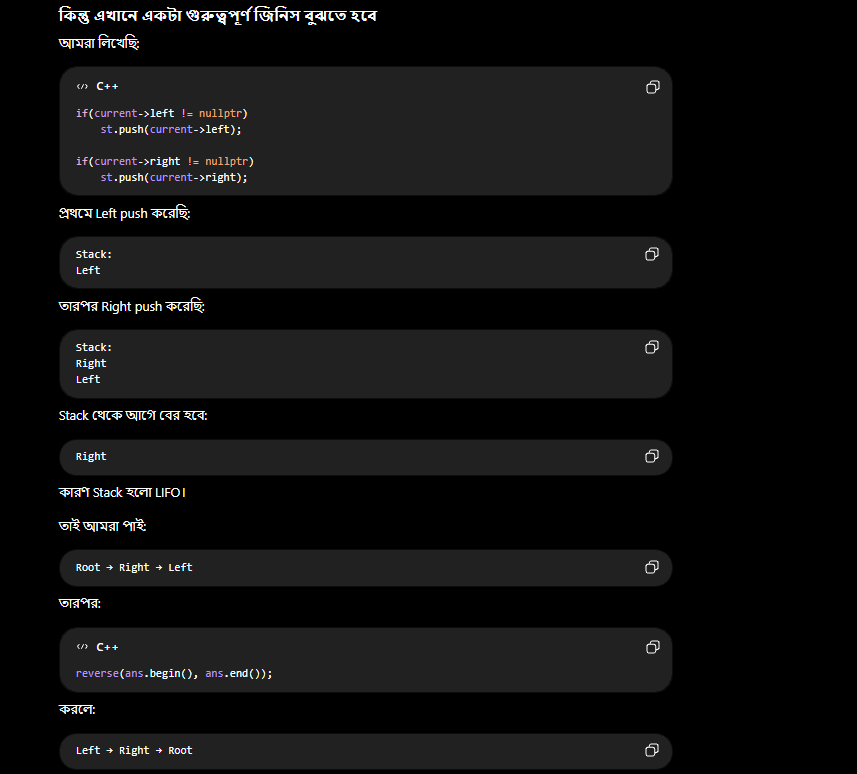 কিন্তু এখানে একটা গুরুত্বপূর্ণ জিনিস বুঝতে হবে
আমরা লিখেছি:
C++
if(current->left != nullptr)
    st.push(current->left);
if(current->right != nullptr)
    st.push(current->right);
প্রথমে Left push করেছি:
Stack:
Left
তারপর Right push করেছি:
Stack:
Right
Left
Stack থেকে আগে বের হবে:
Right
কারণ Stack হলো LIFO।
তাই আমরা পাই:
Root → Right → Left
তারপর:
C++
reverse(ans.begin(), ans.end());
করলে:
Left → Right → Root